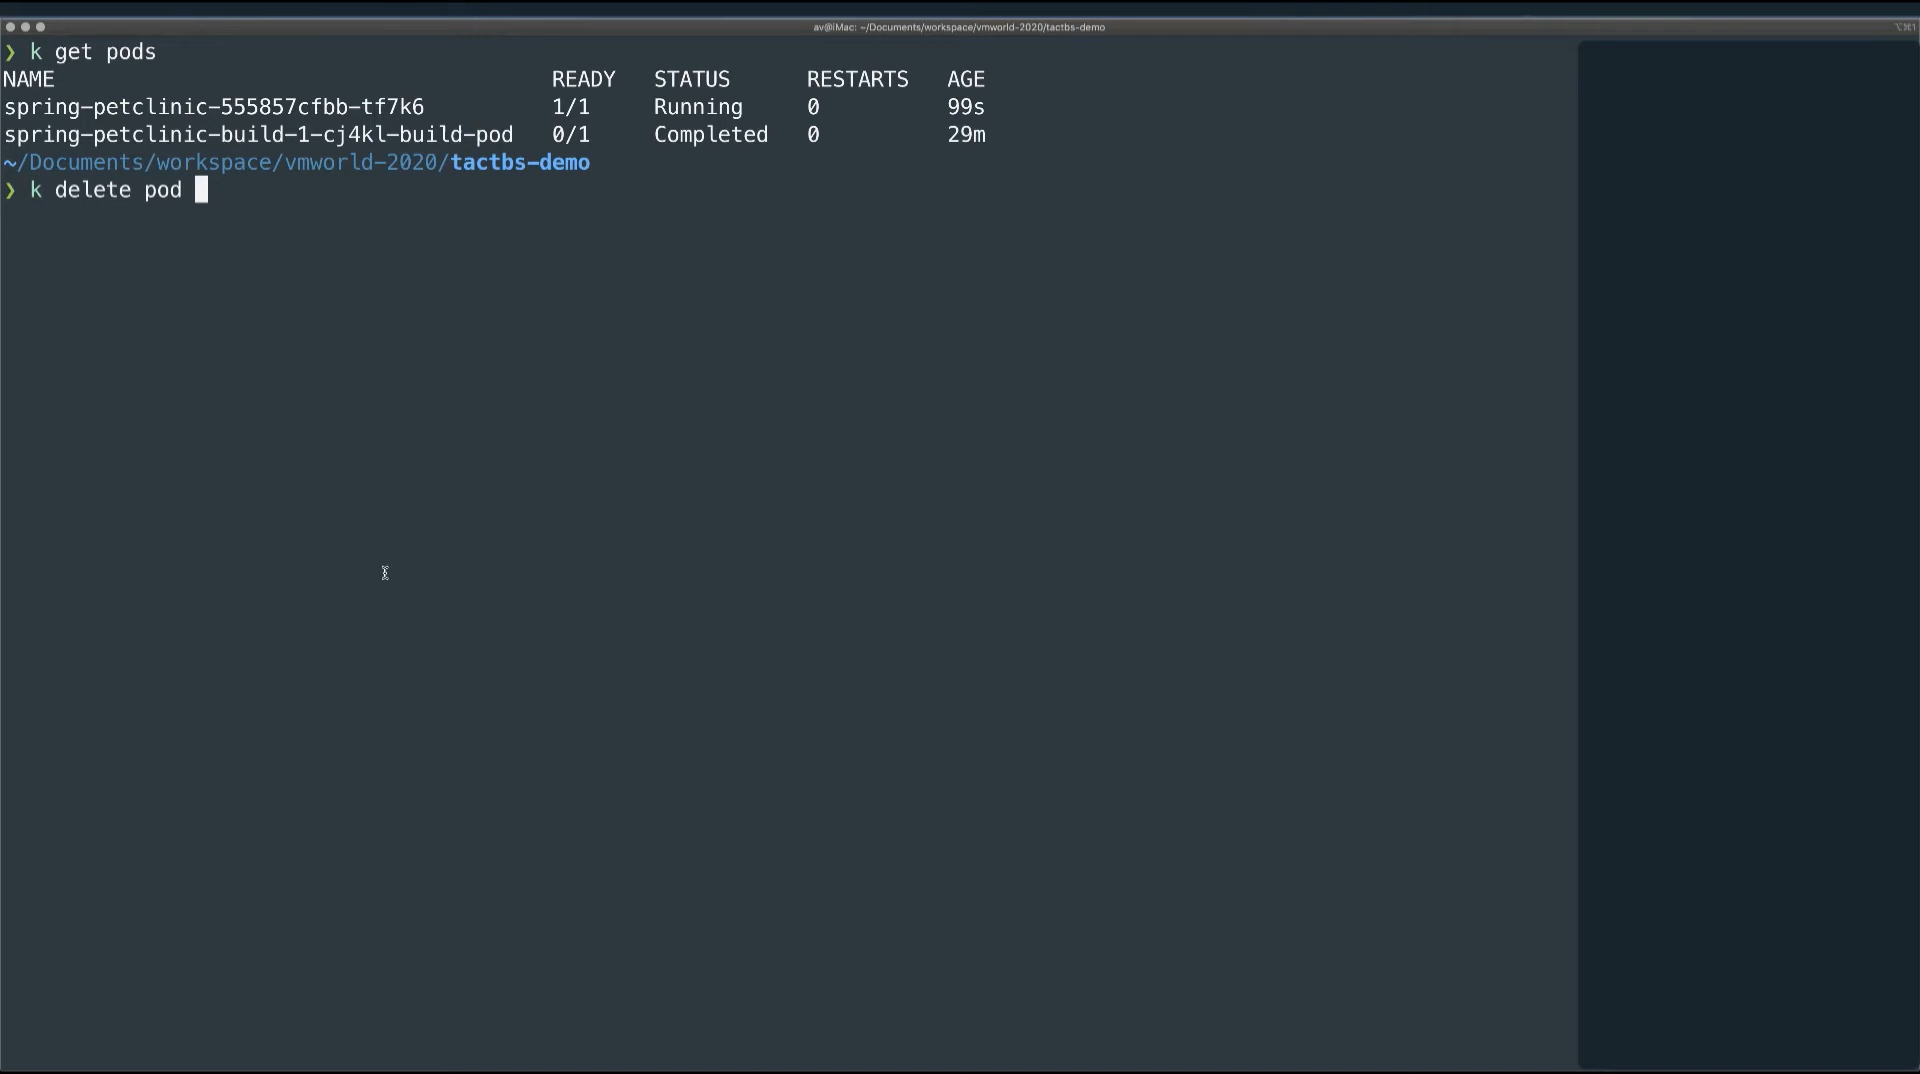 av@iMac: ~/Documents/workspace/vmworld-2020/tactbs-demo
⌥⌘1
❯ k get pods
NAME READY STATUS RESTARTS AGE
spring-petclinic-555857cfbb-tf7k6 1/1 Running 0 99s
spring-petclinic-build-1-cj4kl-build-pod 0/1 Completed 0 29m
~/Documents/workspace/vmworld-2020/tactbs-demo
❯ k delete pod